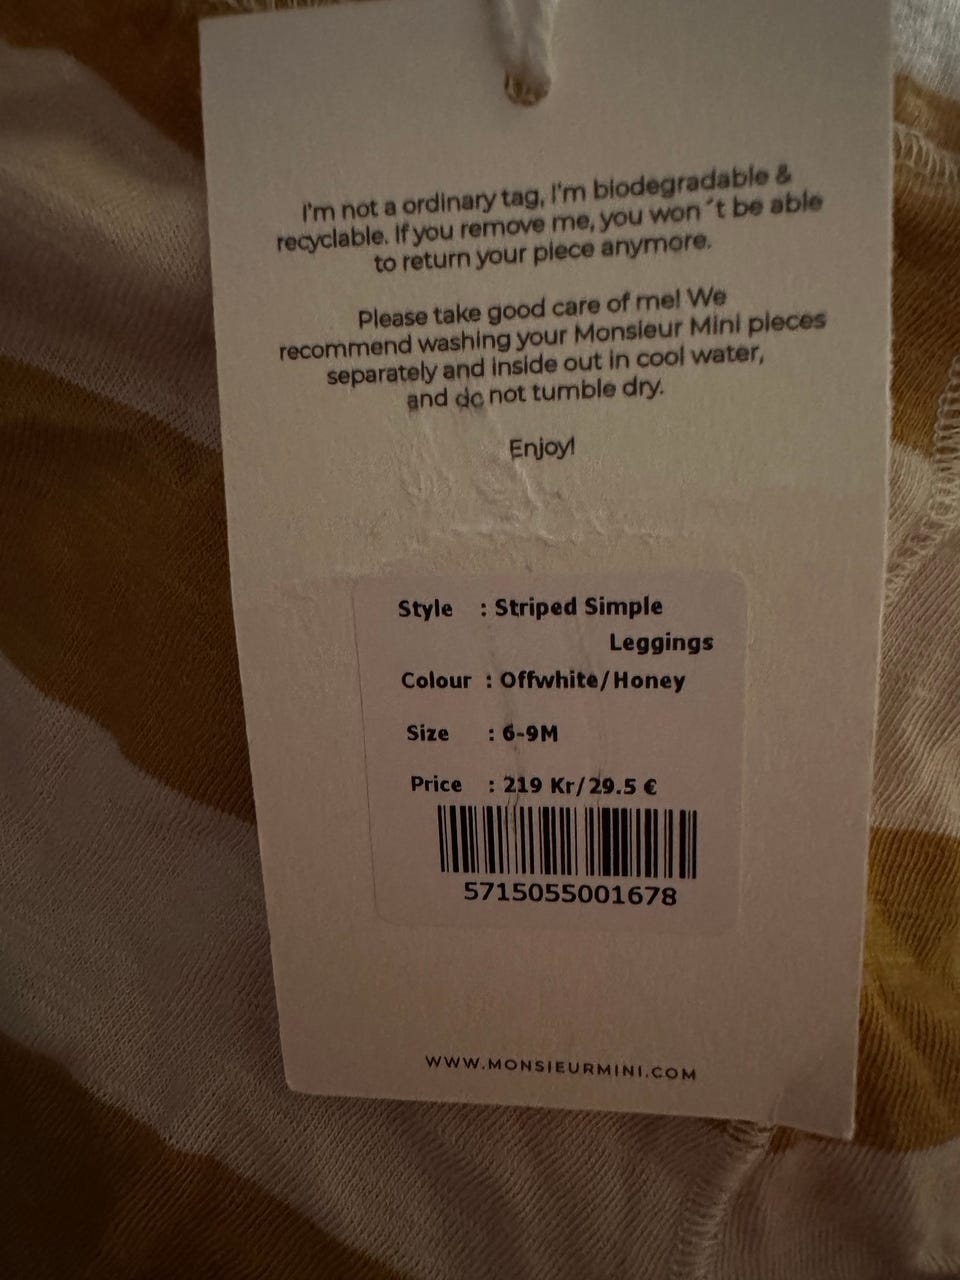 I'm not a ordinary tag, I'm biodegradable &
recyclable. If you remove me, you won ´t be able
to return your piece anymore.
Please take good care of me! We
recommend washing your Monsieur Mini pieces
separately and inside out in cool water,
and do not tumble dry.
Enjoy!
Style : Striped Simple
Leggings
Colour : Offwhite/Honey
Size : 6-9M
Price : 219 Kr/29.5 €
5715055001678
WWW.MONSIEURMINI.COM